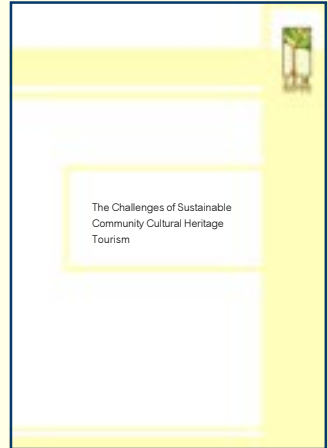 The Challenges of Sustainable
Community Cultural Heritage
Tourism